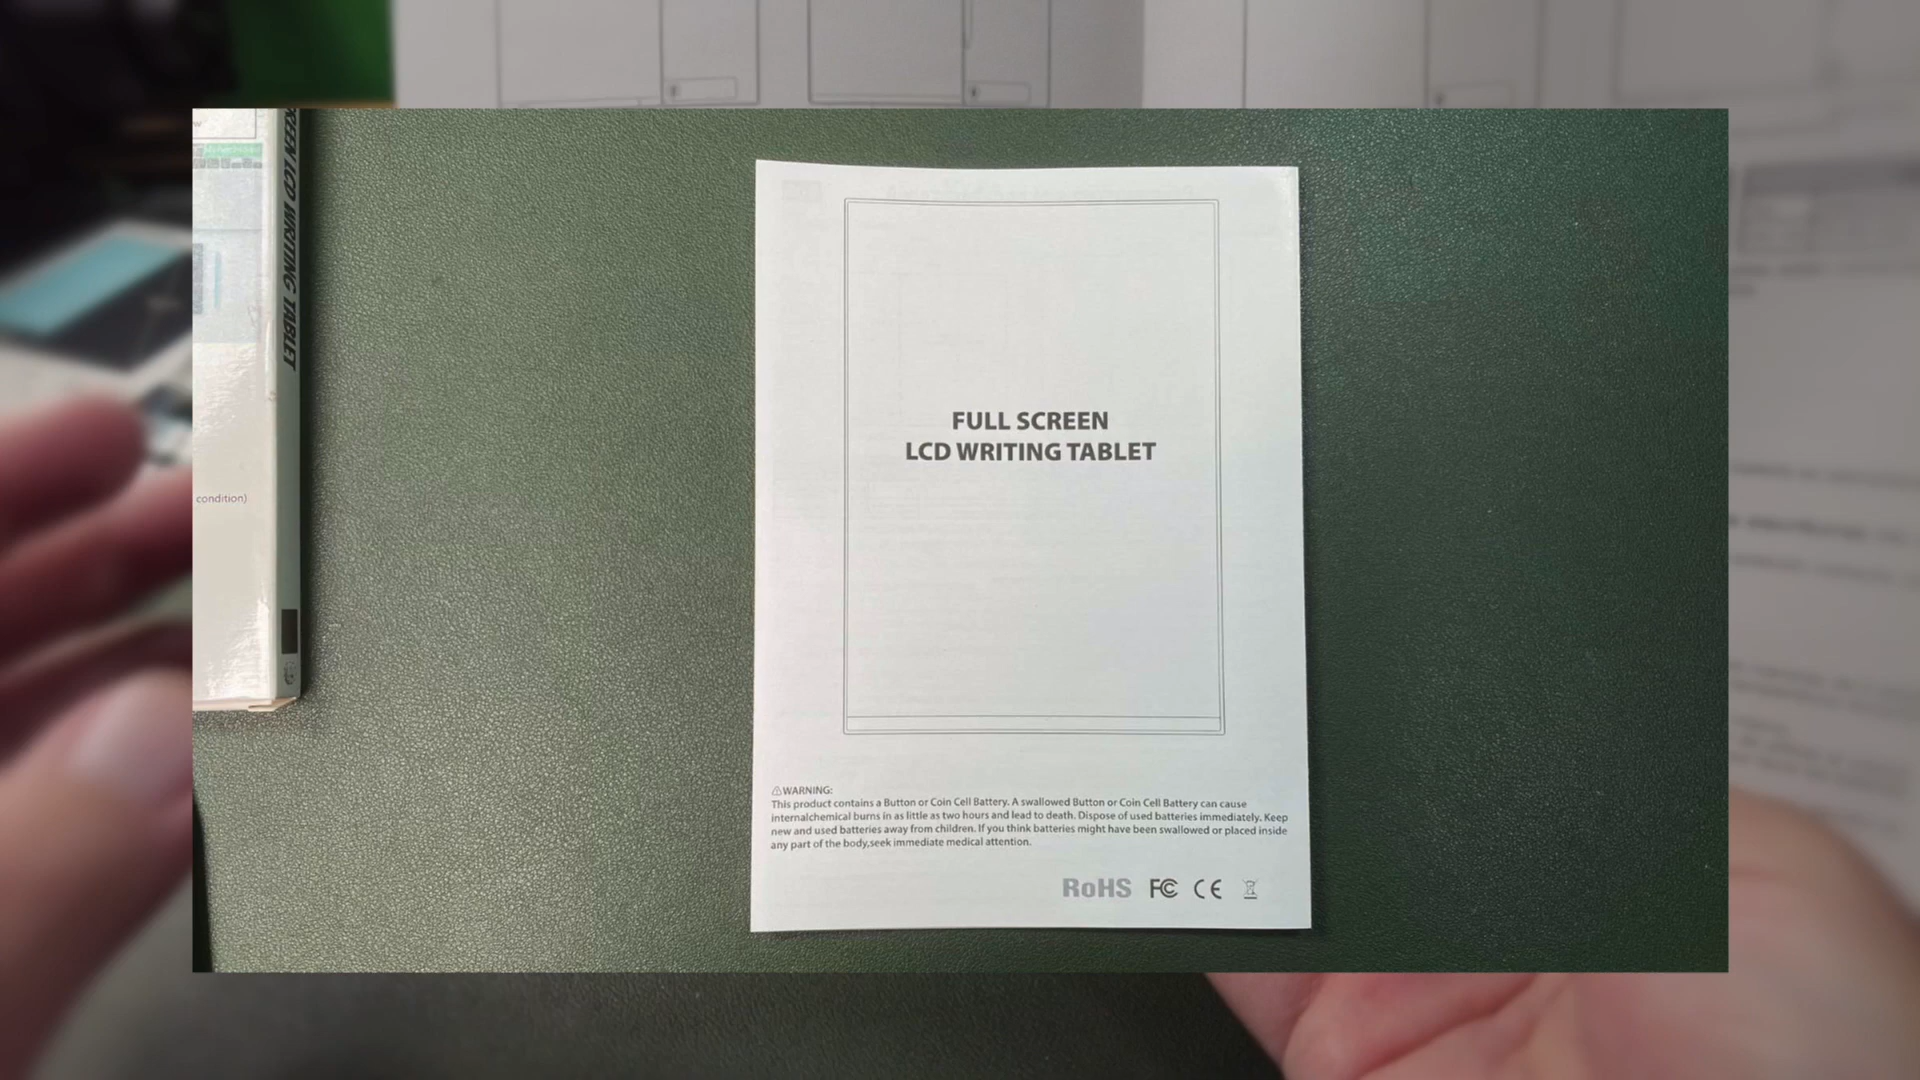 REEN LCD WRITING TABLET
condition)
FULL SCREEN
LCD WRITING TABLET
⚠WARNING:
This product contains a Button or Coin Cell Battery. A swallowed Button or Coin Cell Battery can cause
internalchemical burns in as little as two hours and lead to death. Dispose of used batteries immediately. Keep
new and used batteries away from children. If you think batteries might have been swallowed or placed inside
any part of the body,seek immediate medical attention.
RoHS FC CE